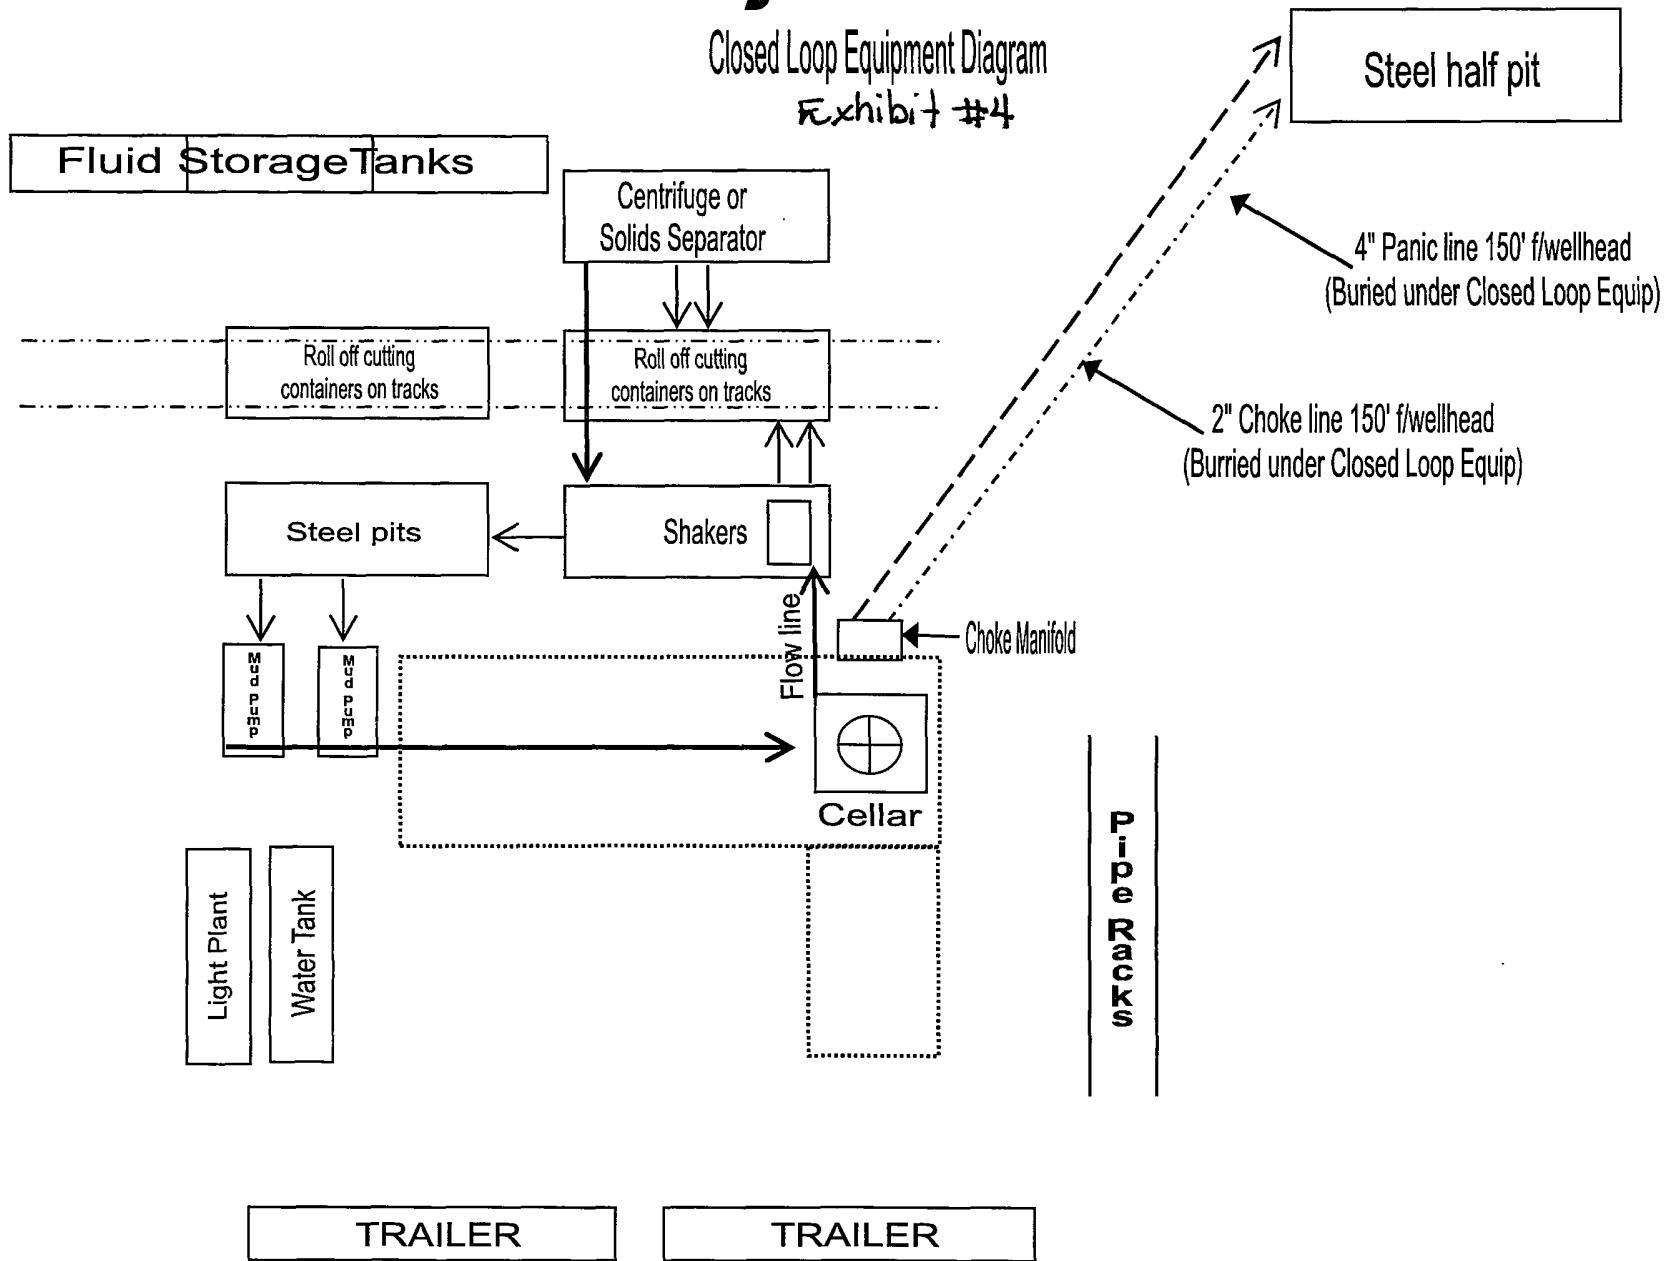 Closed Loop Equipment Diagram
Exhibit #4
Steel half pit
Fluid StorageTanks
Centrifuge or
Solids Separator
4" Panic line 150' f/wellhead
(Buried under Closed Loop Equip)
Roll off cutting
containers on tracks
Roll off cutting
containers on tracks
2" Choke line 150' f/wellhead
(Burried under Closed Loop Equip)
Steel pits
Shakers
Flow line
Choke Manifold
Mud Pump
Mud Pump
Cellar
Pipe Racks
Light Plant
Water Tank
TRAILER
TRAILER